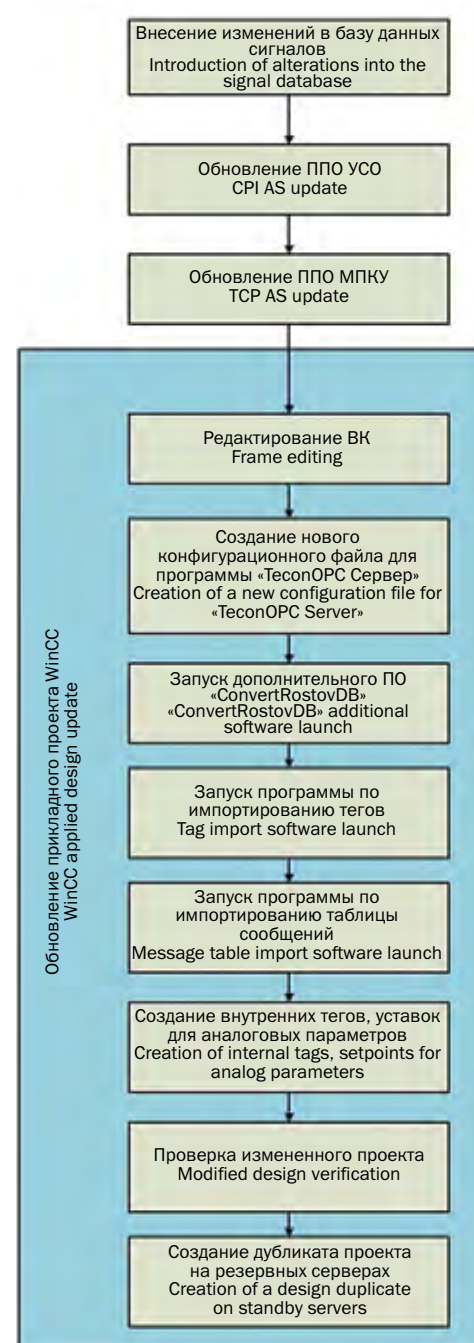 Внесение изменений в базу данных
сигналов
Introduction of alterations into the
signal database
Обновление ППО УСО
CPI AS update
Обновление ППО МПКУ
TCP AS update
Обновление прикладного проекта WinCC
WinCC applied design update
Редактирование ВК
Frame editing
Создание нового
конфигурационного файла для
программы «TeconOPC Сервер»
Creation of a new configuration file for
«TeconOPC Server»
Запуск дополнительного ПО
«ConvertRostovDB»
«ConvertRostovDB» additional
software launch
Запуск программы по
импортированию тегов
Tag import software launch
Запуск программы по
импортированию таблицы
сообщений
Message table import software launch
Создание внутренних тегов, уставок
для аналоговых параметров
Creation of internal tags, setpoints for
analog parameters
Проверка измененного проекта
Modified design verification
Создание дубликата проекта
на резервных серверах
Creation of a design duplicate
on standby servers